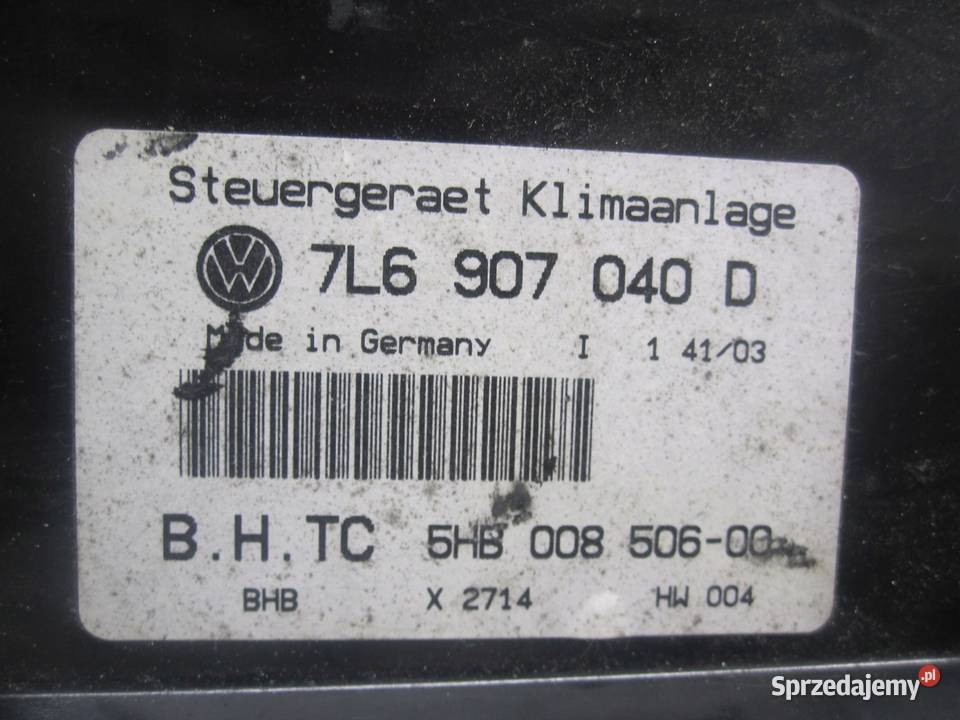 Steuergeraet Klimaanlage
7L6 907 040 D
Made in Germany I 1 41/03
B.H.TC 5HB 008 506-00
BHB X 2714 HW 004
Sprzedajemy.pl